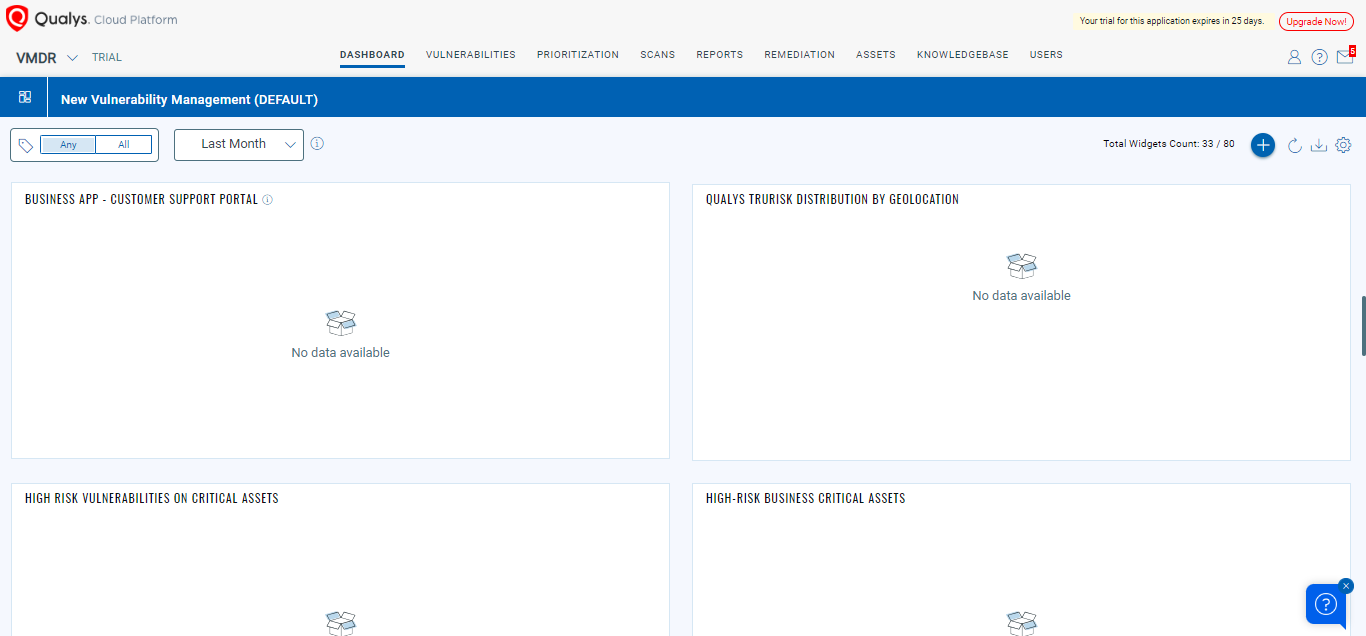 Qualys. Cloud Platform
Your trial for this application expires in 25 days.
Upgrade Now!
VMDR
TRIAL
DASHBOARD
VULNERABILITIES
PRIORITIZATION
SCANS
REPORTS
REMEDIATION
ASSETS
KNOWLEDGEBASE
USERS
5
New Vulnerability Management (DEFAULT)
Any
All
Last Month
Total Widgets Count: 33 / 80
BUSINESS APP - CUSTOMER SUPPORT PORTAL
QUALYS TRURISK DISTRIBUTION BY GEOLOCATION
No data available
No data available
HIGH RISK VULNERABILITIES ON CRITICAL ASSETS
HIGH-RISK BUSINESS CRITICAL ASSETS